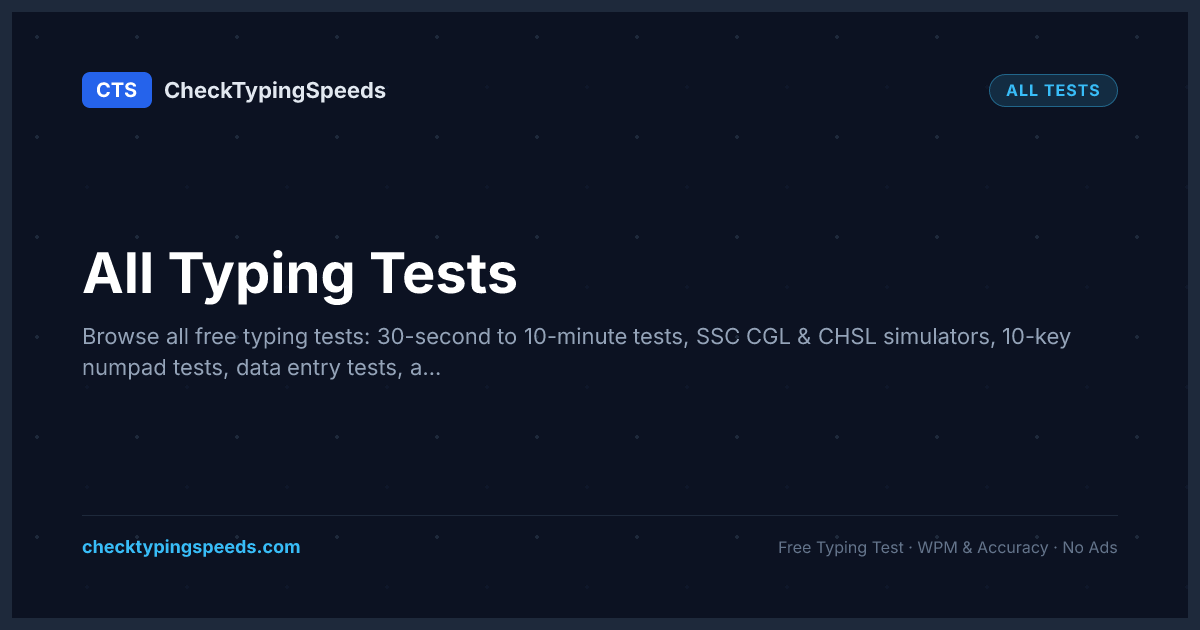 CTS CheckTypingSpeeds
ALL TESTS
All Typing Tests
Browse all free typing tests: 30-second to 10-minute tests, SSC CGL & CHSL simulators, 10-key
numpad tests, data entry tests, a...
checktypingspeeds.com
Free Typing Test · WPM & Accuracy · No Ads